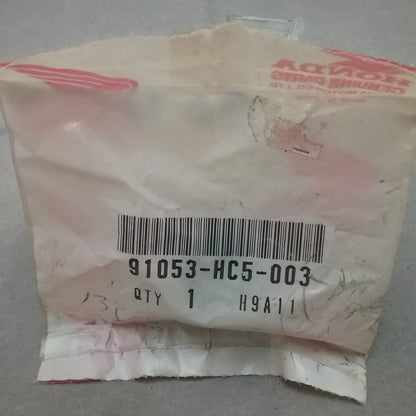 HONDA
GENUINE PARTS
91053-HC5-003
QTY 1 H9A11